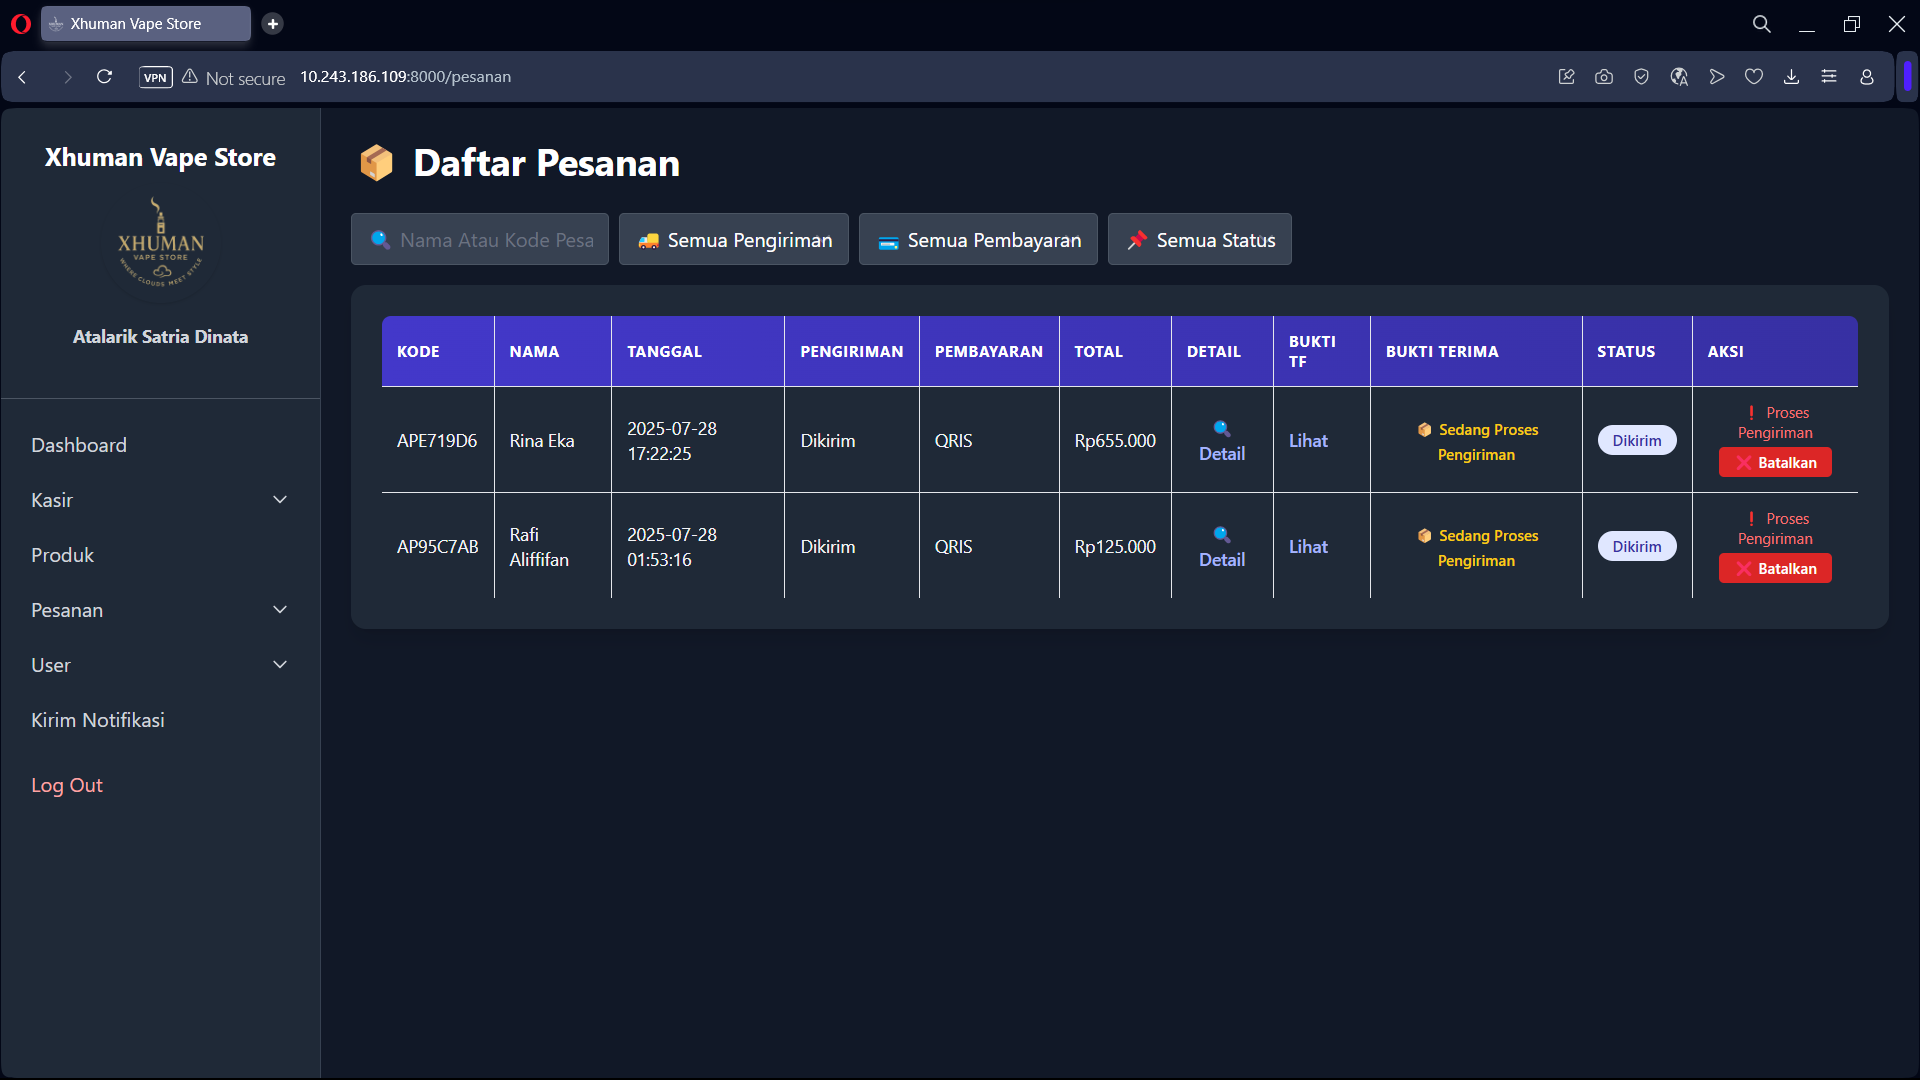 Xhuman Vape Store
VPN Not secure 10.243.186.109:8000/pesanan
Xhuman Vape Store
XHUMAN
VAPE STORE
WHERE CLOUDS MEET STYLE
Atalarik Satria Dinata
Dashboard
Kasir
Produk
Pesanan
User
Kirim Notifikasi
Log Out
Daftar Pesanan
Nama Atau Kode Pesa
Semua Pengiriman
Semua Pembayaran
Semua Status
KODE NAMA TANGGAL PENGIRIMAN PEMBAYARAN TOTAL DETAIL BUKTI TF BUKTI TERIMA STATUS AKSI
APE719D6
Rina Eka
2025-07-28
17:22:25
Dikirim
QRIS
Rp655.000
Detail
Lihat
Sedang Proses
Pengiriman
Dikirim
Proses
Pengiriman
Batalkan
AP95C7AB
Rafi
Aliffifan
2025-07-28
01:53:16
Dikirim
QRIS
Rp125.000
Detail
Lihat
Sedang Proses
Pengiriman
Dikirim
Proses
Pengiriman
Batalkan